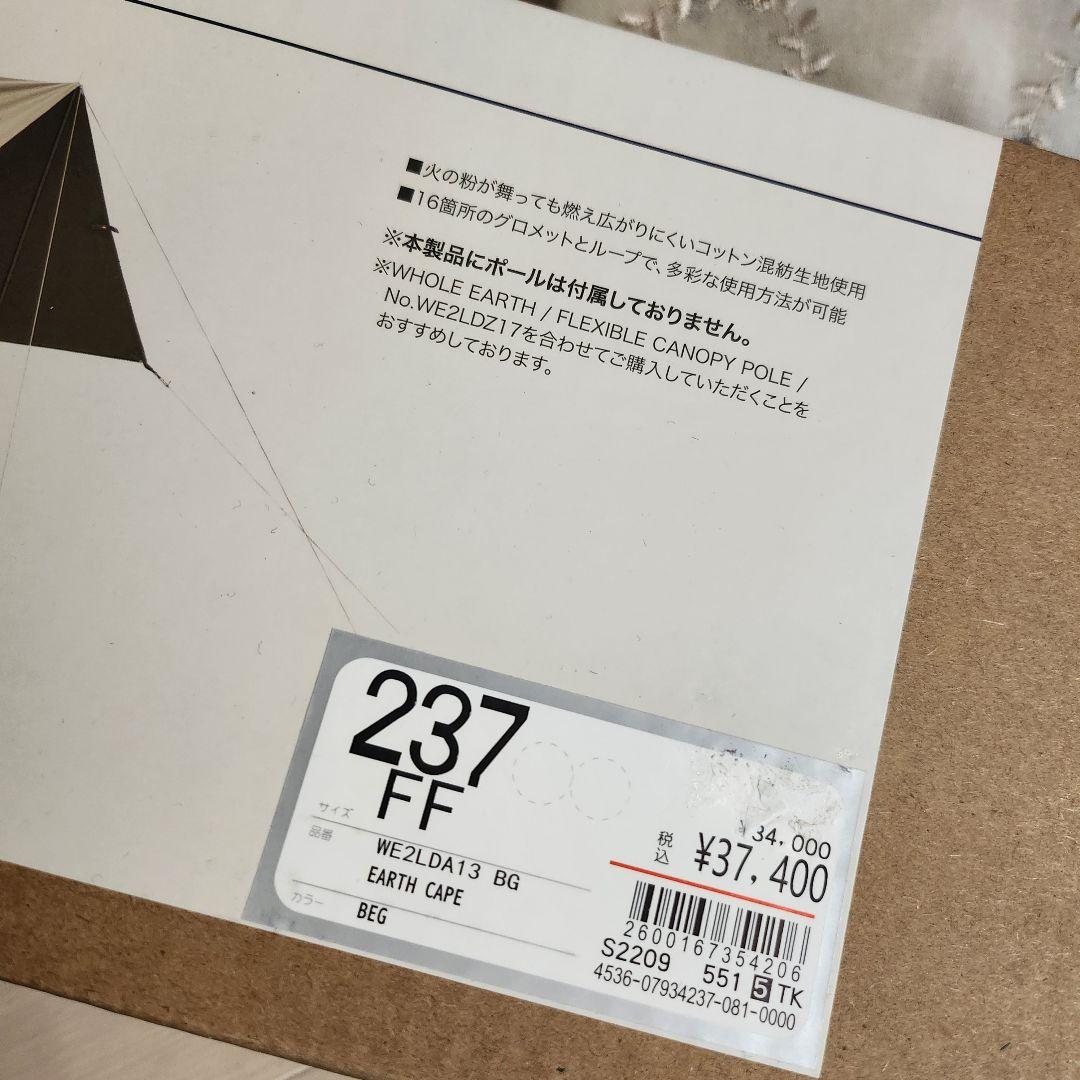 ■火の粉が舞っても燃え広がりにくいコットン混紡生地使用
■16箇所のグロメットとループで、多彩な使用方法が可能
※本製品にポールは付属しておりません。
※WHOLE EARTH / FLEXIBLE CANOPY POLE /
No.WE2LDZ17を合わせてご購入していただくことを
おすすめしております。
237
FF
サイズ
品番
WE2LDA13 BG
EARTH CAPE
カラー
BEG
¥34,000
税込
¥37,400
2600167354206
S2209 551 5 TK
4536-07934237-081-0000